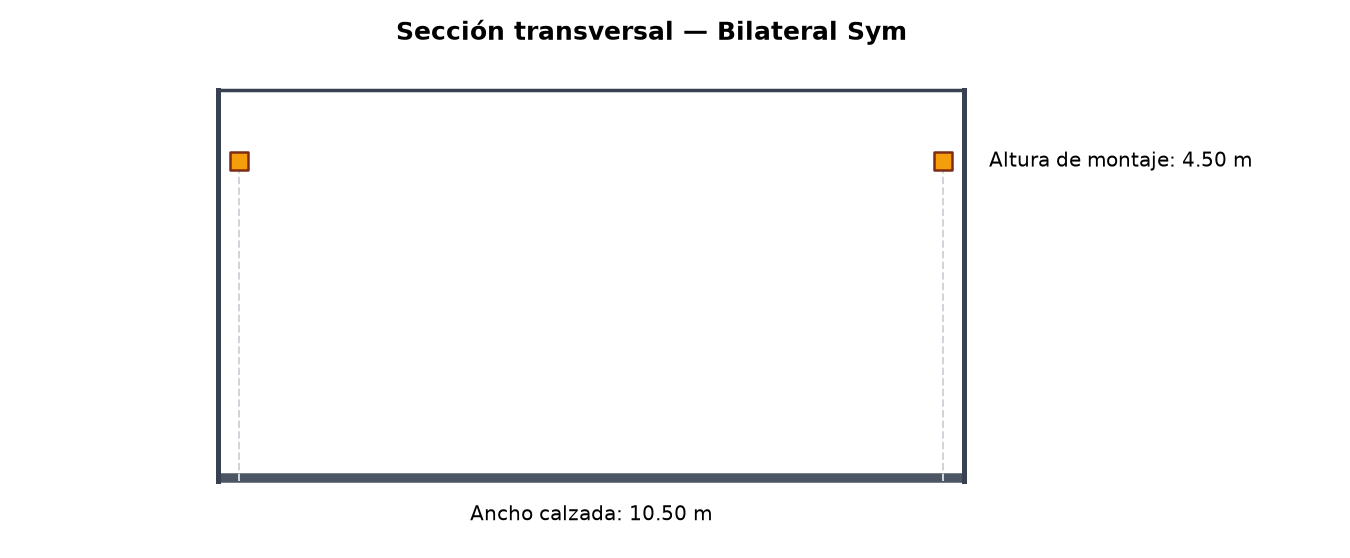 Sección transversal — Bilateral Sym
Altura de montaje: 4.50 m
Ancho calzada: 10.50 m